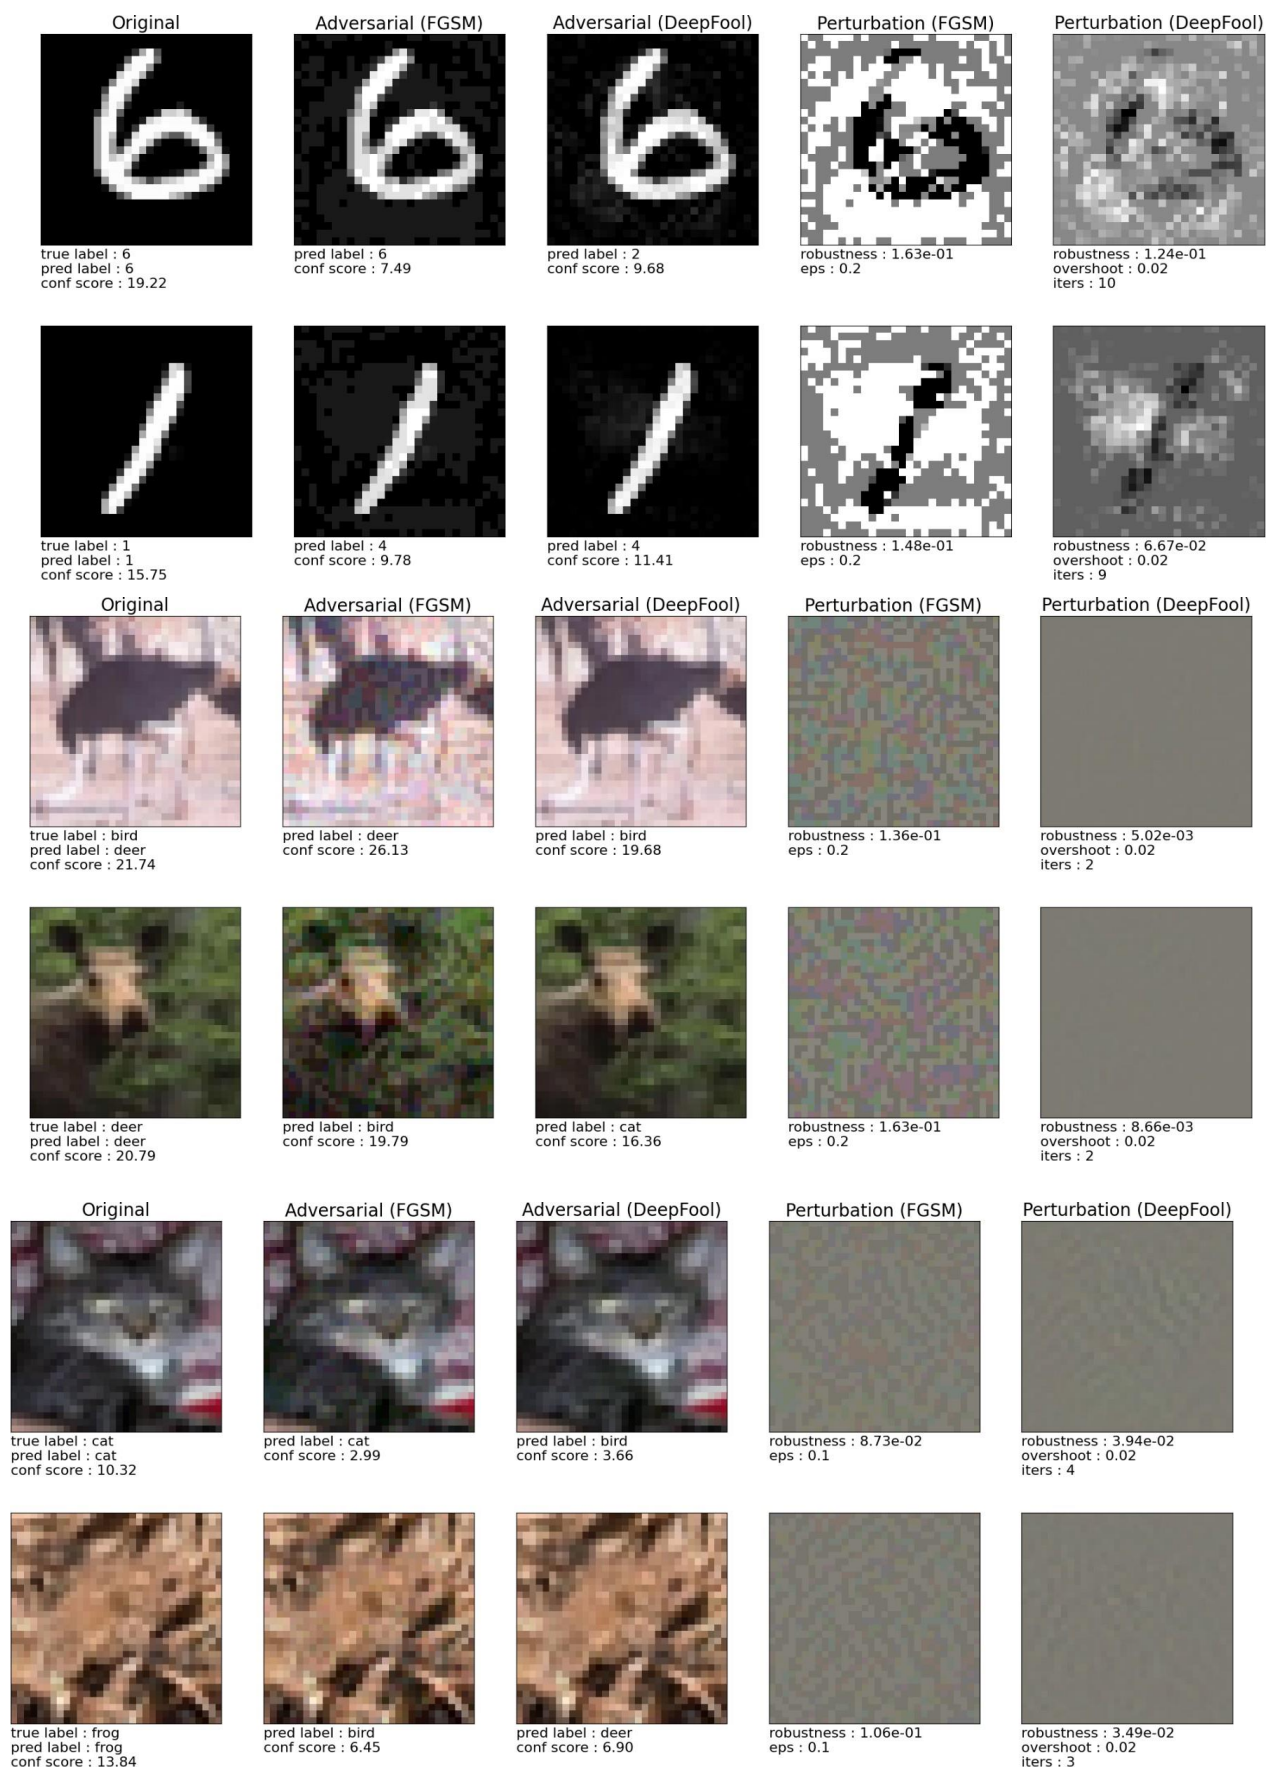 Original Adversarial (FGSM) Adversarial (DeepFool) Perturbation (FGSM) Perturbation (DeepFool)
true label : 6 pred label : 6 pred label : 2 robustness : 1.63e-01 robustness : 1.24e-01
pred label : 6 conf score : 7.49 conf score : 9.68 eps : 0.2 overshoot : 0.02
conf score : 19.22 iters : 10
true label : 1 pred label : 4 pred label : 4 robustness : 1.48e-01 robustness : 6.67e-02
pred label : 1 conf score : 9.78 conf score : 11.41 eps : 0.2 overshoot : 0.02
conf score : 15.75 iters : 9
Original Adversarial (FGSM) Adversarial (DeepFool) Perturbation (FGSM) Perturbation (DeepFool)
true label : bird pred label : deer pred label : bird robustness : 1.36e-01 robustness : 5.02e-03
pred label : deer conf score : 26.13 conf score : 19.68 eps : 0.2 overshoot : 0.02
conf score : 21.74 iters : 2
true label : deer pred label : bird pred label : cat robustness : 1.63e-01 robustness : 8.66e-03
pred label : deer conf score : 19.79 conf score : 16.36 eps : 0.2 overshoot : 0.02
conf score : 20.79 iters : 2
Original Adversarial (FGSM) Adversarial (DeepFool) Perturbation (FGSM) Perturbation (DeepFool)
true label : cat pred label : cat pred label : bird robustness : 8.73e-02 robustness : 3.94e-02
pred label : cat conf score : 2.99 conf score : 3.66 eps : 0.1 overshoot : 0.02
conf score : 10.32 iters : 4
true label : frog pred label : bird pred label : deer robustness : 1.06e-01 robustness : 3.49e-02
pred label : frog conf score : 6.45 conf score : 6.90 eps : 0.1 overshoot : 0.02
conf score : 13.84 iters : 3